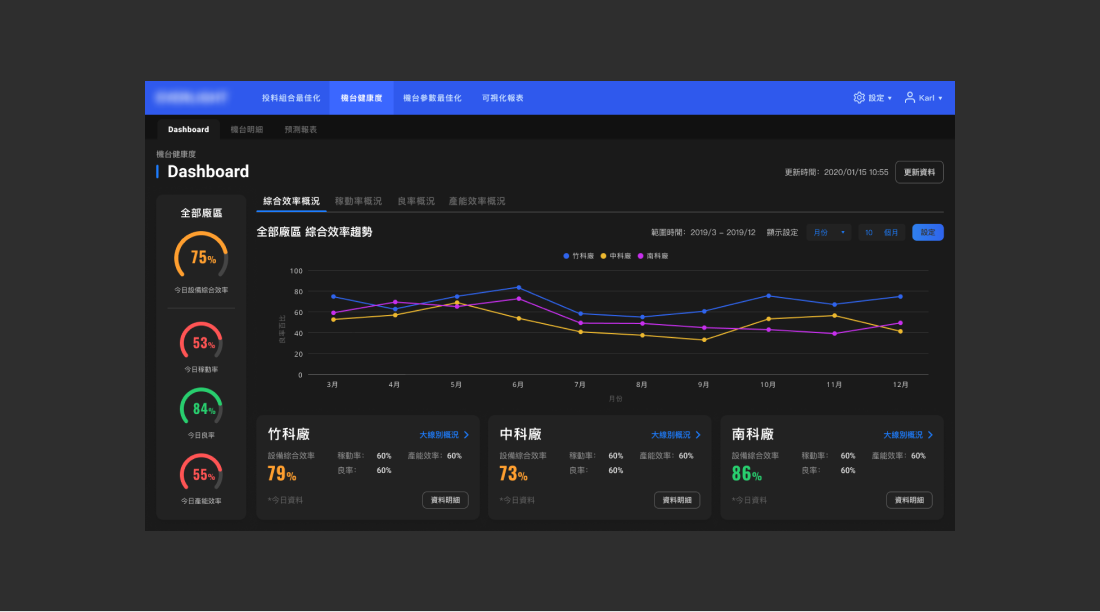 投料組合最佳化 機台健康度 機台參數最佳化 可視化報表 設定 Karl
Dashboard 機台明細 預測報表
機台健康度
Dashboard
更新時間: 2020/01/15 10:55 更新資料
全部廠區
75%
今日設備綜合效率
53%
今日稼動率
84%
今日良率
55%
今日產能效率
綜合效率概況 稼動率概況 良率概況 產能效率概況
全部廠區 綜合效率趨勢
範圍時間: 2019/3 ~ 2019/12 顯示設定 月份 10 個月 設定
竹科廠 中科廠 南科廠
100
80
60
40
20
0
良率百分比
3月 4月 5月 6月 7月 8月 9月 10月 11月 12月
月份
竹科廠 大線別概況
設備綜合效率 稼動率: 60% 產能效率: 60%
79% 良率: 60%
*今日資料 資料明細
中科廠 大線別概況
設備綜合效率 稼動率: 60% 產能效率: 60%
73% 良率: 60%
*今日資料 資料明細
南科廠 大線別概況
設備綜合效率 稼動率: 60% 產能效率: 60%
86% 良率: 60%
*今日資料 資料明細